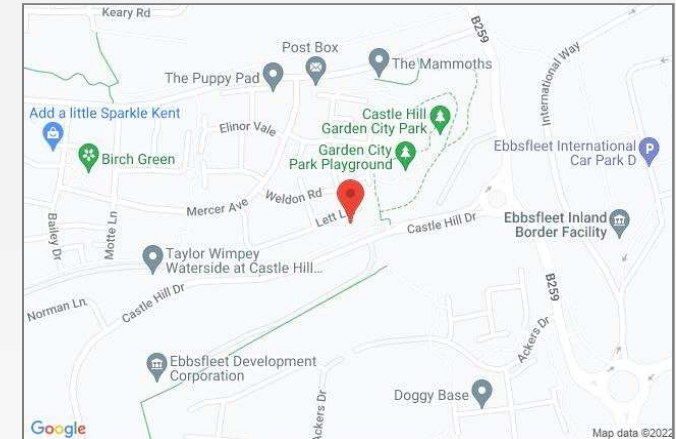 Keary Rd
B259
International Way
Post Box
The Mammoths
The Puppy Pad
Add a little Sparkle Kent
Castle Hill
Garden City Park
Elinor Vale
Garden City
Park Playground
Ebbsfleet International
Car Park D
Birch Green
Weldon Rd
Mercer Ave
Lett L
Bailey Dr
Motte Ln
Castle Hill Dr
Ebbsfleet Inland
Border Facility
Taylor Wimpey
Waterside at Castle Hill...
B259
Norman Ln
Castle Hill Dr
Ackers Dr
Ebbsfleet Development
Corporation
Doggy Base
Ackers Dr
Google
Map data ©2022